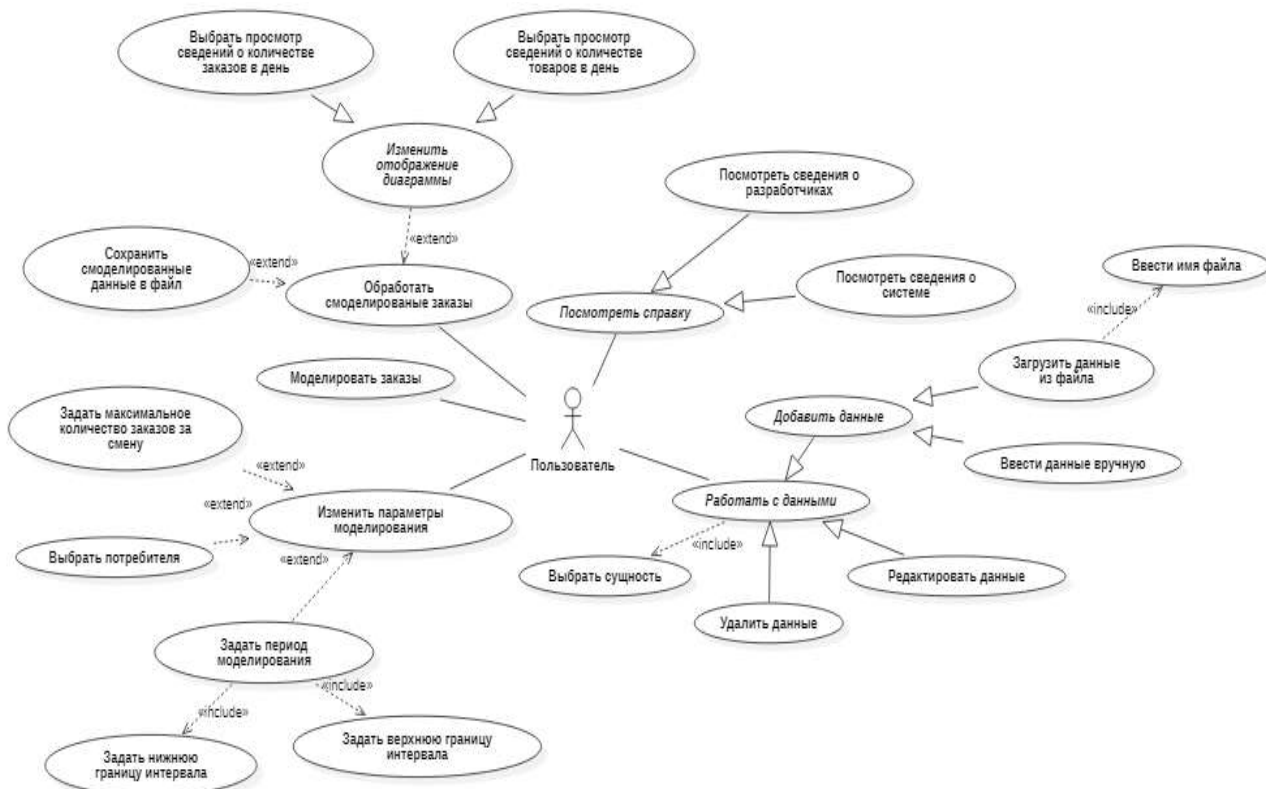 Выбрать просмотр
сведений о количестве
заказов в день
Выбрать просмотр
сведений о количестве
товаров в день
Изменить
отображение
диаграммы
Посмотреть сведения о
разработчиках
«extend»
Сохранить
смоделированные
данные в файл
«extend»
Обработать
смоделированые заказы
Посмотреть справку
Посмотреть сведения о
системе
Ввести имя файла
«include»
Загрузить данные
из файла
Моделировать заказы
Добавить данные
Задать максимальное
количество заказов за
смену
Пользователь
Ввести данные вручную
«extend»
«extend»
Изменить параметры
моделирования
Работать с данными
«include»
Выбрать потребителя
«extend»
Выбрать сущность
Редактировать данные
Удалить данные
Задать период
моделирования
«include»
«include»
Задать нижнюю
границу интервала
Задать верхнюю границу
интервала